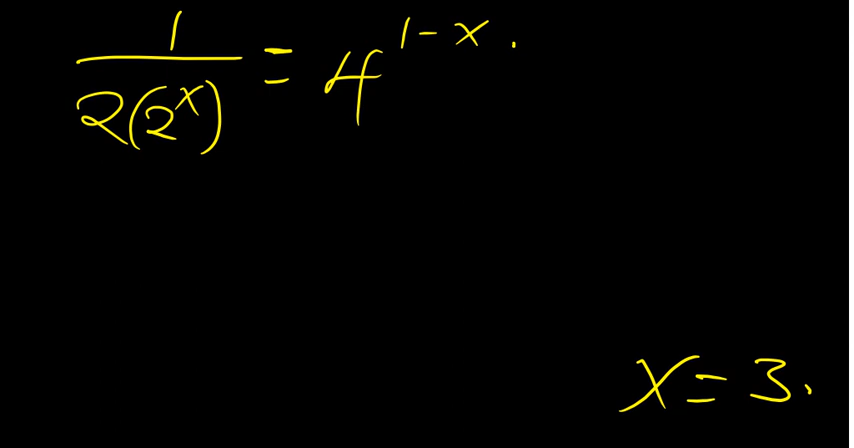 1/(2(2^x)) = 4^(1-x).
x = 3.